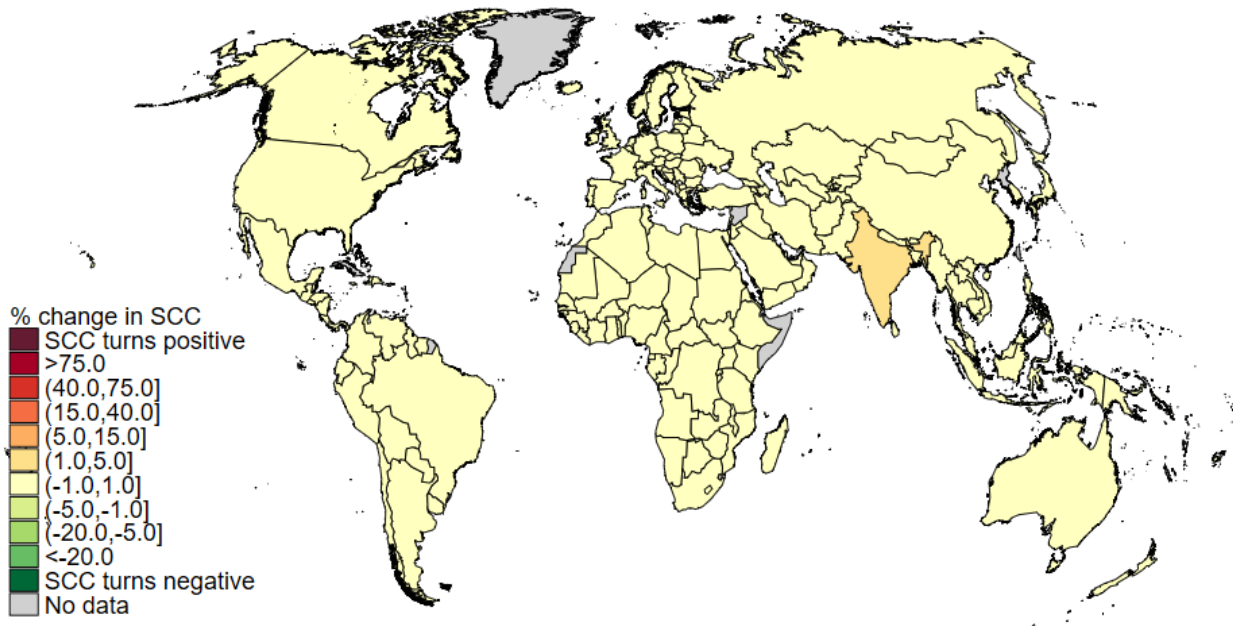 % change in SCC
SCC turns positive
>75.0
(40.0,75.0]
(15.0,40.0]
(5.0,15.0]
(1.0,5.0]
(-1.0,1.0]
(-5.0,-1.0]
(-20.0,-5.0]
<-20.0
SCC turns negative
No data